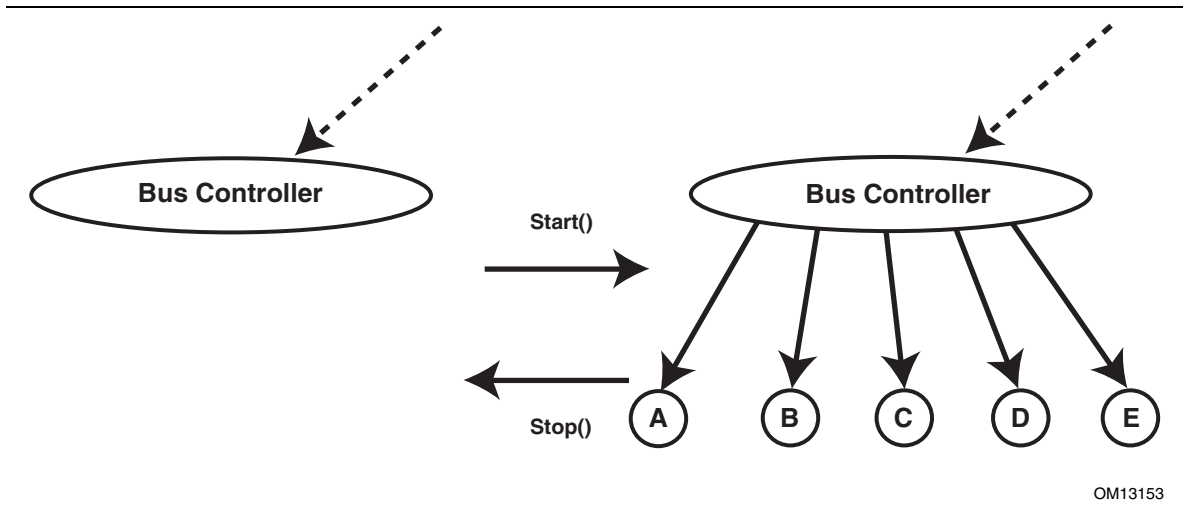 Bus Controller
Bus Controller
Start()
Stop()
A
B
C
D
E
OM13153